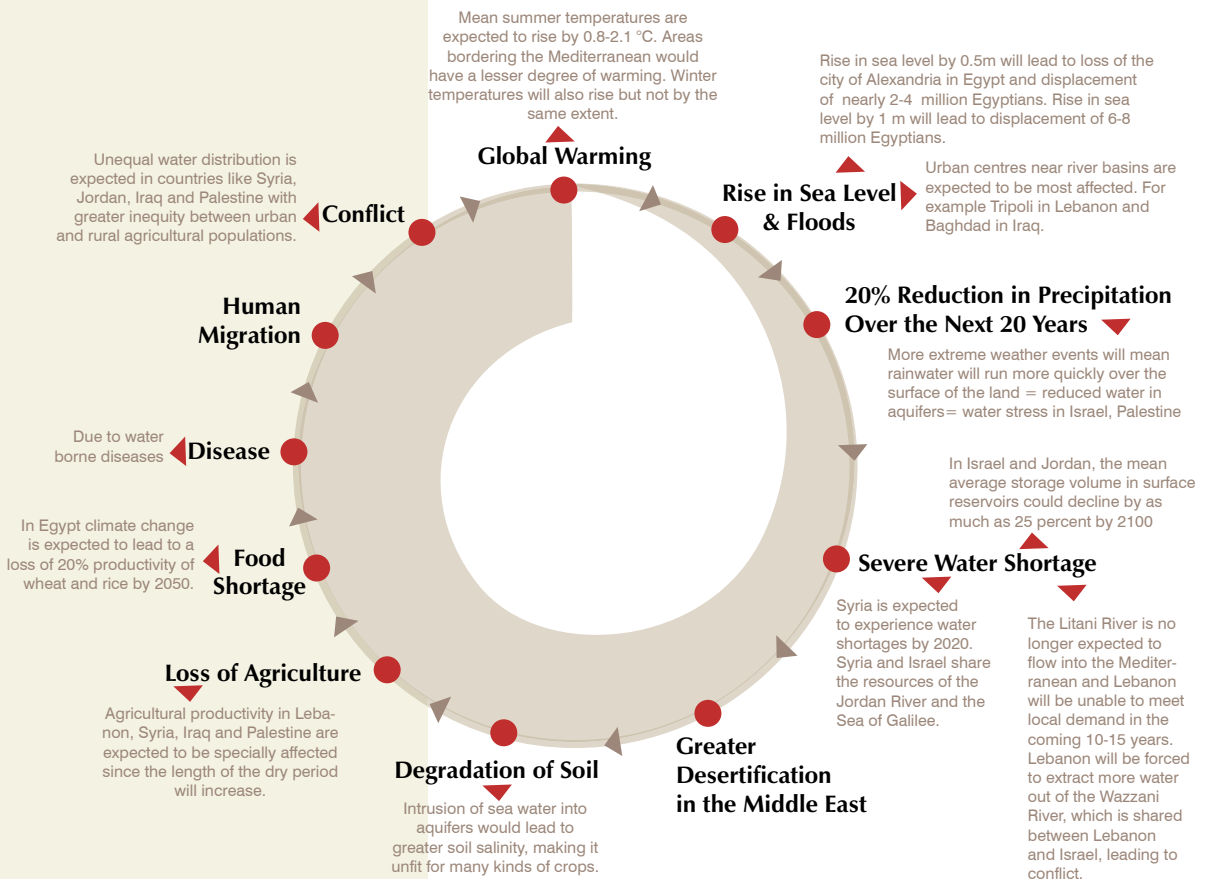 Mean summer temperatures are
expected to rise by 0.8-2.1 °C. Areas
bordering the Mediterranean would
have a lesser degree of warming. Winter
temperatures will also rise but not by the
same extent.
Global Warming
Rise in sea level by 0.5m will lead to loss of the
city of Alexandria in Egypt and displacement
of nearly 2-4 million Egyptians. Rise in sea
level by 1 m will lead to displacement of 6-8
million Egyptians.
Rise in Sea Level
& Floods
Urban centres near river basins are
expected to be most affected. For
example Tripoli in Lebanon and
Baghdad in Iraq.
20% Reduction in Precipitation
Over the Next 20 Years
More extreme weather events will mean
rainwater will run more quickly over the
surface of the land = reduced water in
aquifers= water stress in Israel, Palestine
In Israel and Jordan, the mean
average storage volume in surface
reservoirs could decline by as
much as 25 percent by 2100
Severe Water Shortage
Syria is expected
to experience water
shortages by 2020.
Syria and Israel share
the resources of the
Jordan River and the
Sea of Galilee.
The Litani River is no
longer expected to
flow into the Mediter-
ranean and Lebanon
will be unable to meet
local demand in the
coming 10-15 years.
Lebanon will be forced
to extract more water
out of the Wazzani
River, which is shared
between Lebanon
and Israel, leading to
conflict.
Greater
Desertification
in the Middle East
Degradation of Soil
Intrusion of sea water into
aquifers would lead to
greater soil salinity, making it
unfit for many kinds of crops.
Loss of Agriculture
Agricultural productivity in Leba-
non, Syria, Iraq and Palestine are
expected to be specially affected
since the length of the dry period
will increase.
Food
Shortage
In Egypt climate change
is expected to lead to a
loss of 20% productivity of
wheat and rice by 2050.
Disease
Due to water
borne diseases
Human
Migration
Conflict
Unequal water distribution is
expected in countries like Syria,
Jordan, Iraq and Palestine with
greater inequity between urban
and rural agricultural populations.